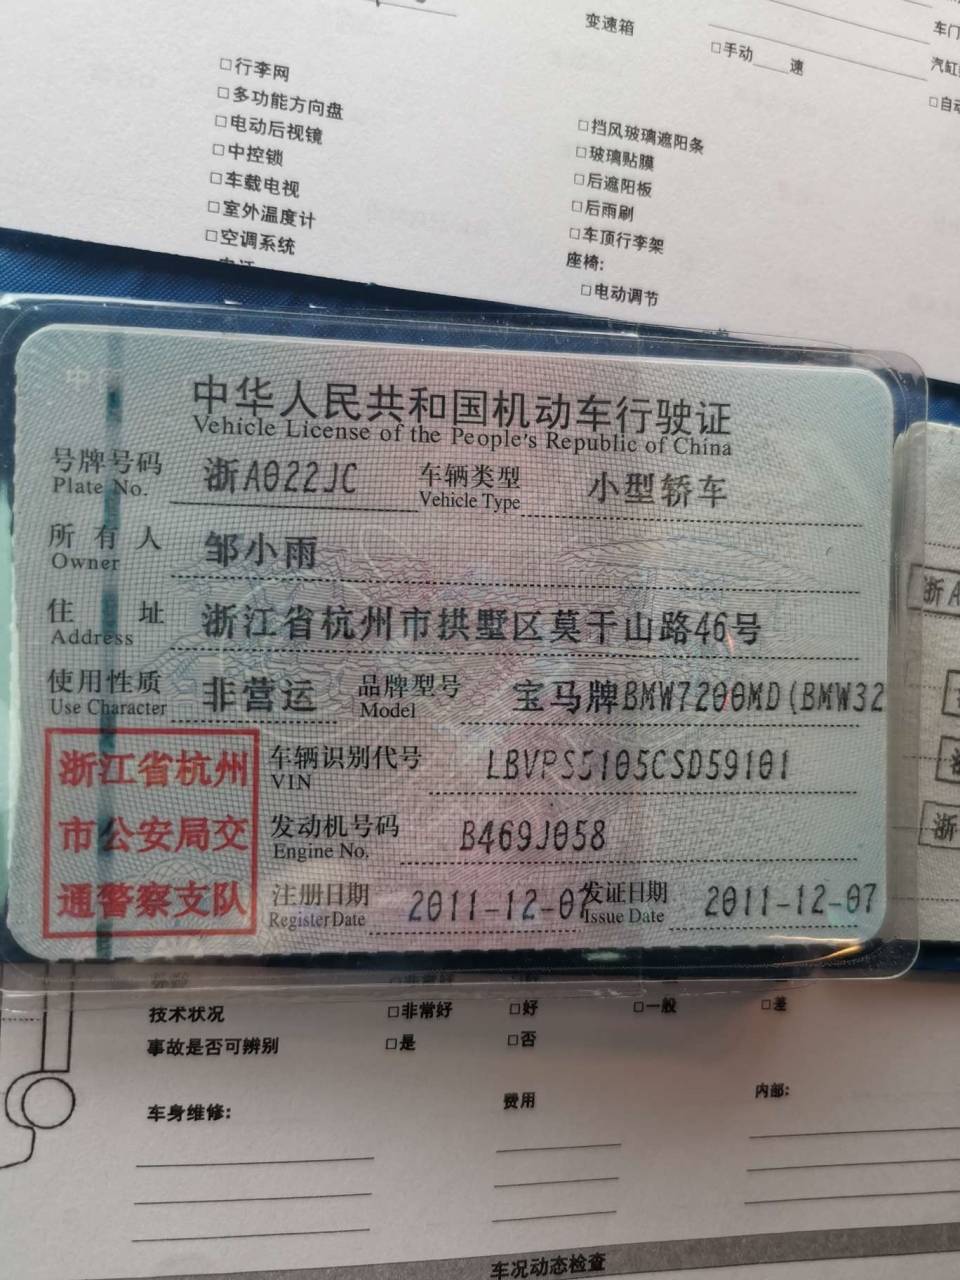 变速箱
□手动____速
车门
汽缸
□自动
□行李网
□多功能方向盘
□电动后视镜
□中控锁
□车载电视
□室外温度计
□空调系统
□挡风玻璃遮阳条
□玻璃贴膜
□后遮阳板
□后雨刷
□车顶行李架
座椅:
□电动调节
中华人民共和国机动车行驶证
Vehicle License of the People's Republic of China
号牌号码 浙A022JC 车辆类型 小型轿车
Plate No. Vehicle Type
所有人 邹小雨
Owner
住址 浙江省杭州市拱墅区莫干山路46号
Address
使用性质 非营运 品牌型号 宝马牌BMW7200MD(BMW32
Use Character Model
浙江省杭州
市公安局交
通警察支队
车辆识别代号 LBVPS5105CSD59101
VIN
发动机号码 B469J058
Engine No.
注册日期 2011-12-07 发证日期 2011-12-07
Register Date Issue Date
浙A
浙
技术状况 □非常好 □好 □一般 □差
事故是否可辨别 □是 □否
车身维修: 费用 内部:
车况动态检查